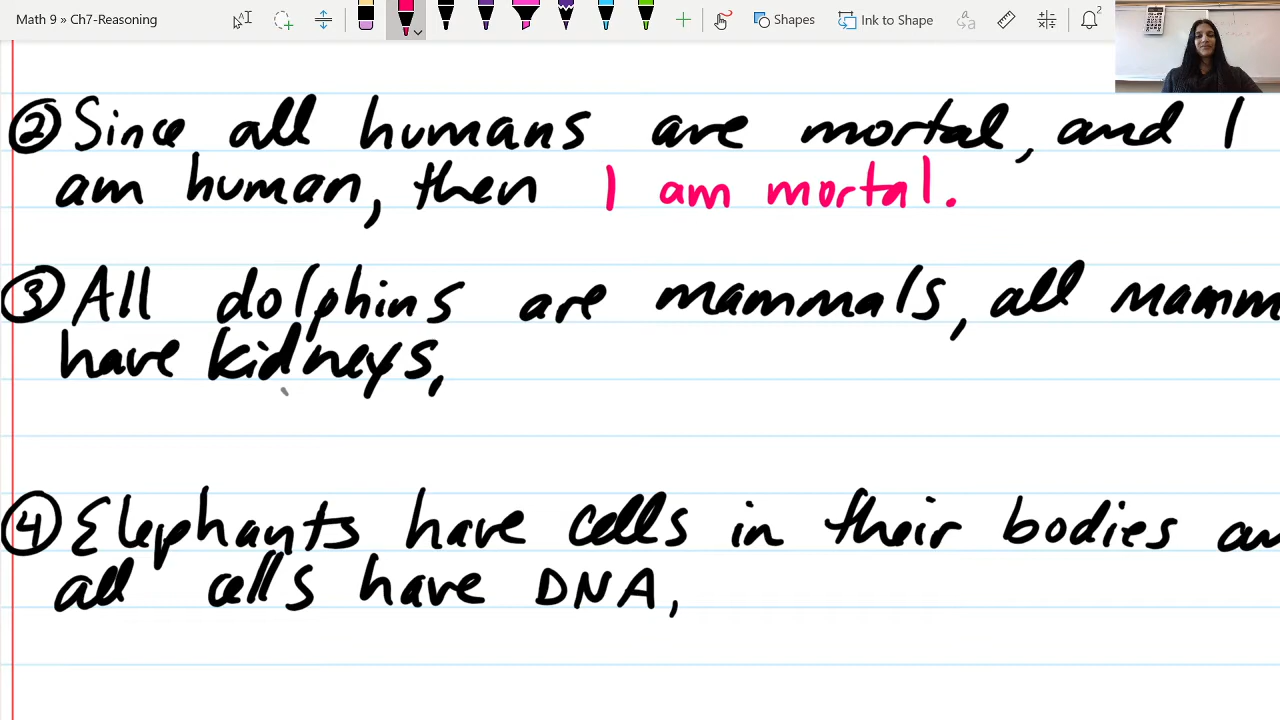 Math 9 » Ch7-Reasoning
Shapes
Ink to Shape
2
② Since all humans are mortal, and I
am human, then I am mortal.
③ All dolphins are mammals, all mamm
have kidneys,
④ Elephants have cells in their bodies an
all cells have DNA,